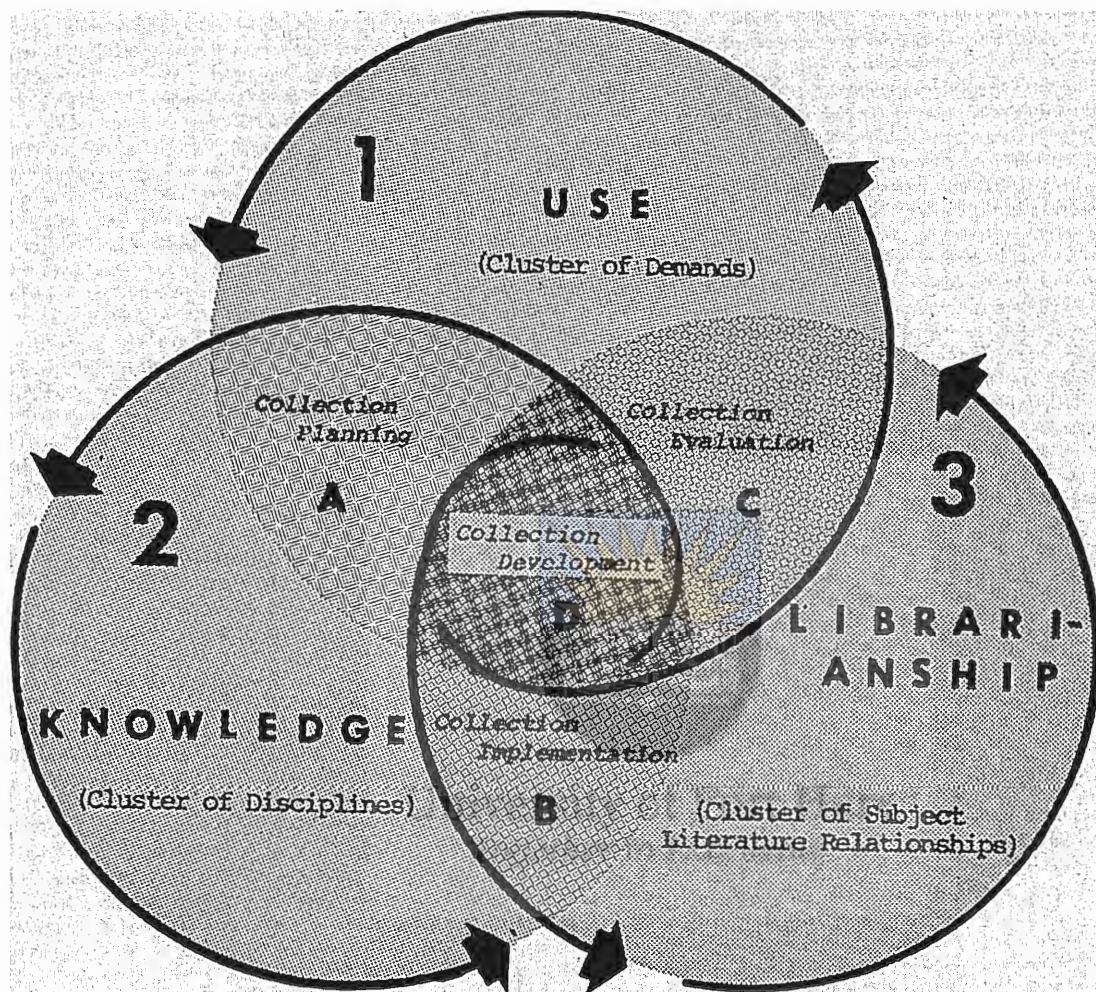 1
USE
(Cluster of Demands)
Collection
Planning
A
Collection
Evaluation
C
3
2
Collection
Development
D
LIBRARI-
ANSHIP
KNOWLEDGE
(Cluster of Disciplines)
Collection
Implementation
B
(Cluster of Subject
Literature Relationships)